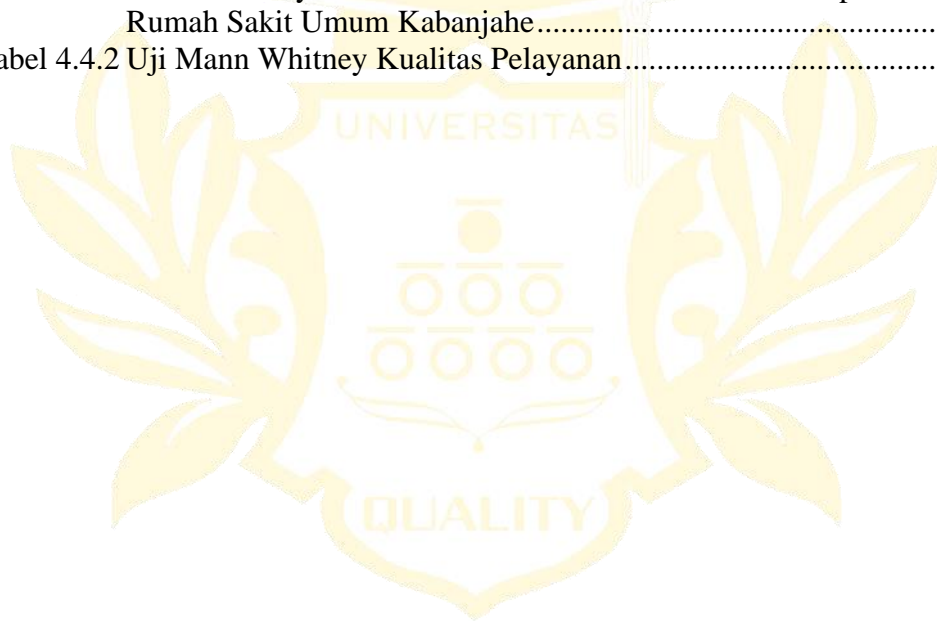 Rumah Sakit Umum Kabanjahe..........................................
abel 4.4.2 Uji Mann Whitney Kualitas Pelayanan..................................
UNIVERSITAS
QUALITY